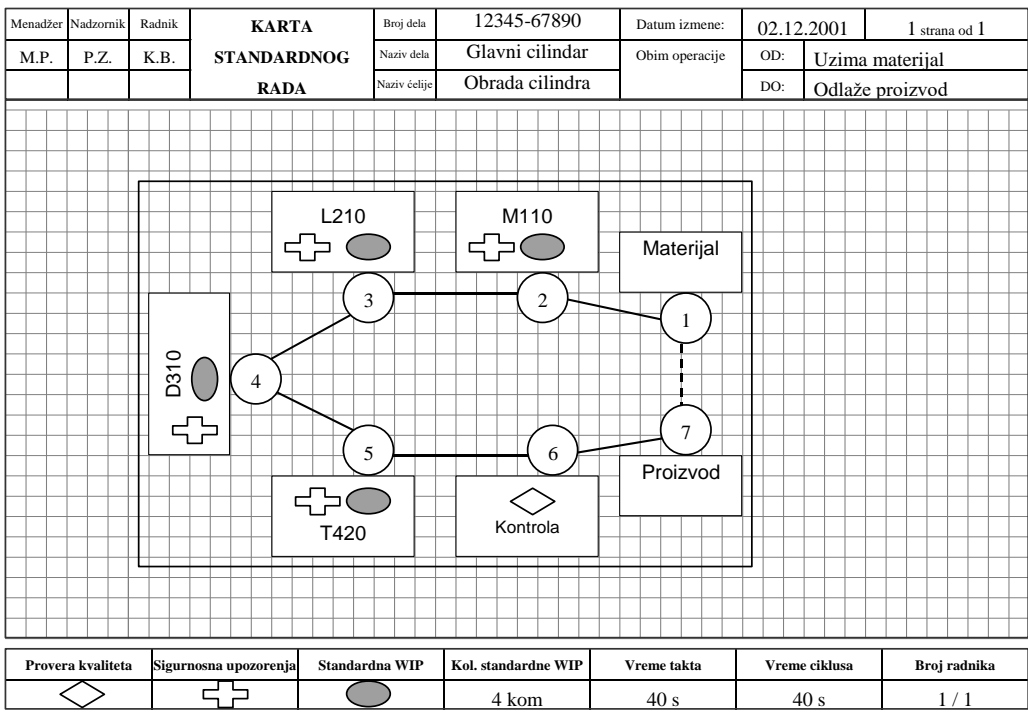 Menadžer Nadzornik Radnik KARTA Broj dela 12345-67890 Datum izmene: 02.12.2001 1 strana od 1
M.P. P.Z. K.B. STANDARDNOG Naziv dela Glavni cilindar Obim operacije OD: Uzima materijal
RADA Naziv ćelije Obrada cilindra DO: Odlaže proizvod
L210 M110
Materijal
3 2
1
D310
4
7
5 6
Proizvod
T420 Kontrola
Provera kvaliteta Sigurnosna upozorenja Standardna WIP Kol. standardne WIP Vreme takta Vreme ciklusa Broj radnika
4 kom 40 s 40 s 1 / 1